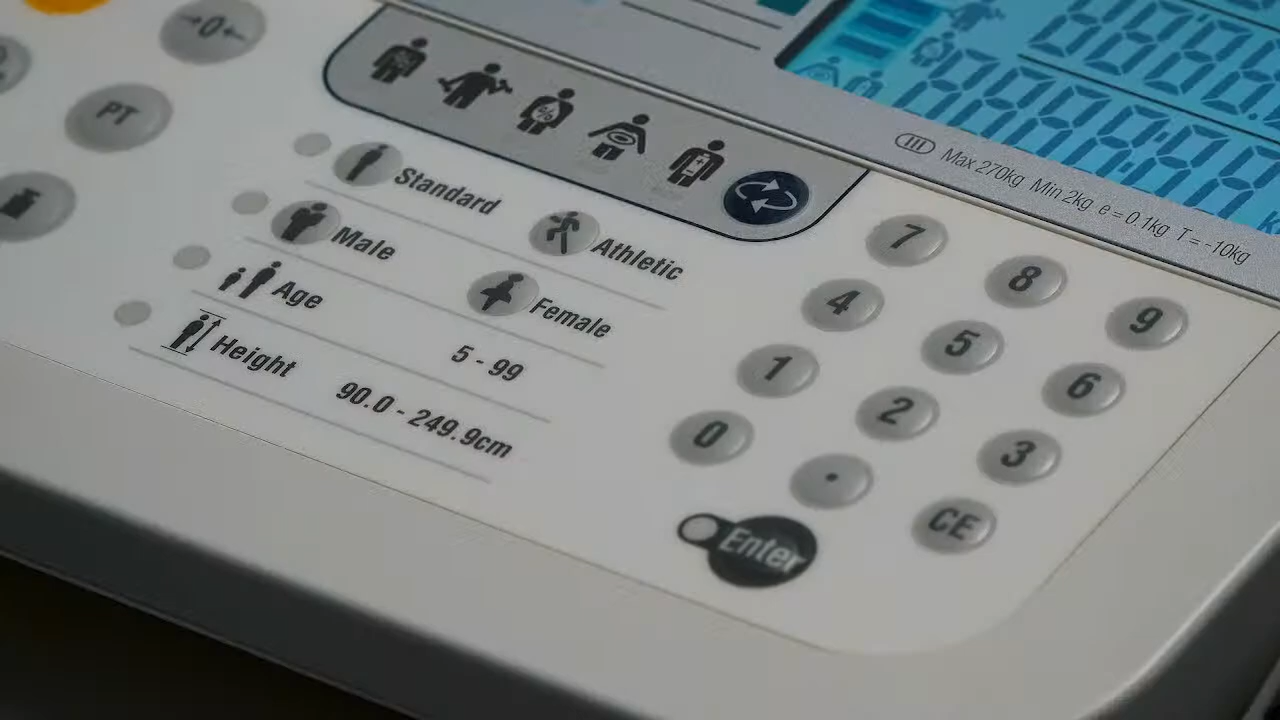 →0←
PT
%
Max 270kg Min 2kg e = 0.1kg T = -10kg
Standard
Athletic
Male
Female
Age
5 - 99
Height
90.0 - 249.9cm
7 8 9
4 5 6
1 2 3
0 . CE
Enter